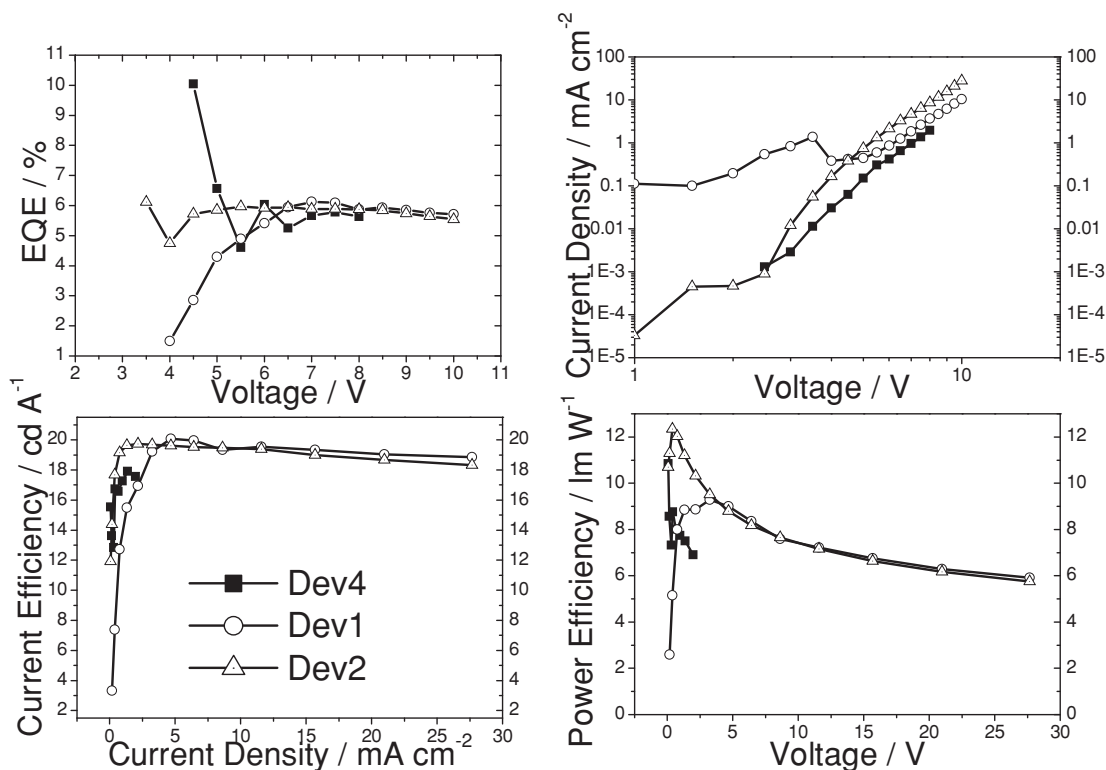 EQE / %
11
10
9
8
7
6
5
4
3
2
1
2 3 4 5 6 7 8 9 10 11
Voltage / V
Current Density / mA cm-2
100
10
1
0.1
0.01
1E-3
1E-4
1E-5
100
10
1
0.1
0.01
1E-3
1E-4
1E-5
1 10
Voltage / V
Current Efficiency / cd A-1
20
18
16
14
12
10
8
6
4
2
20
18
16
14
12
10
8
6
4
2
Dev4
Dev1
Dev2
0 5 10 15 20 25 30
Current Density / mA cm-2
Power Efficiency / lm W-1
12
10
8
6
4
2
0
12
10
8
6
4
2
0
0 5 10 15 20 25 30
Voltage / V